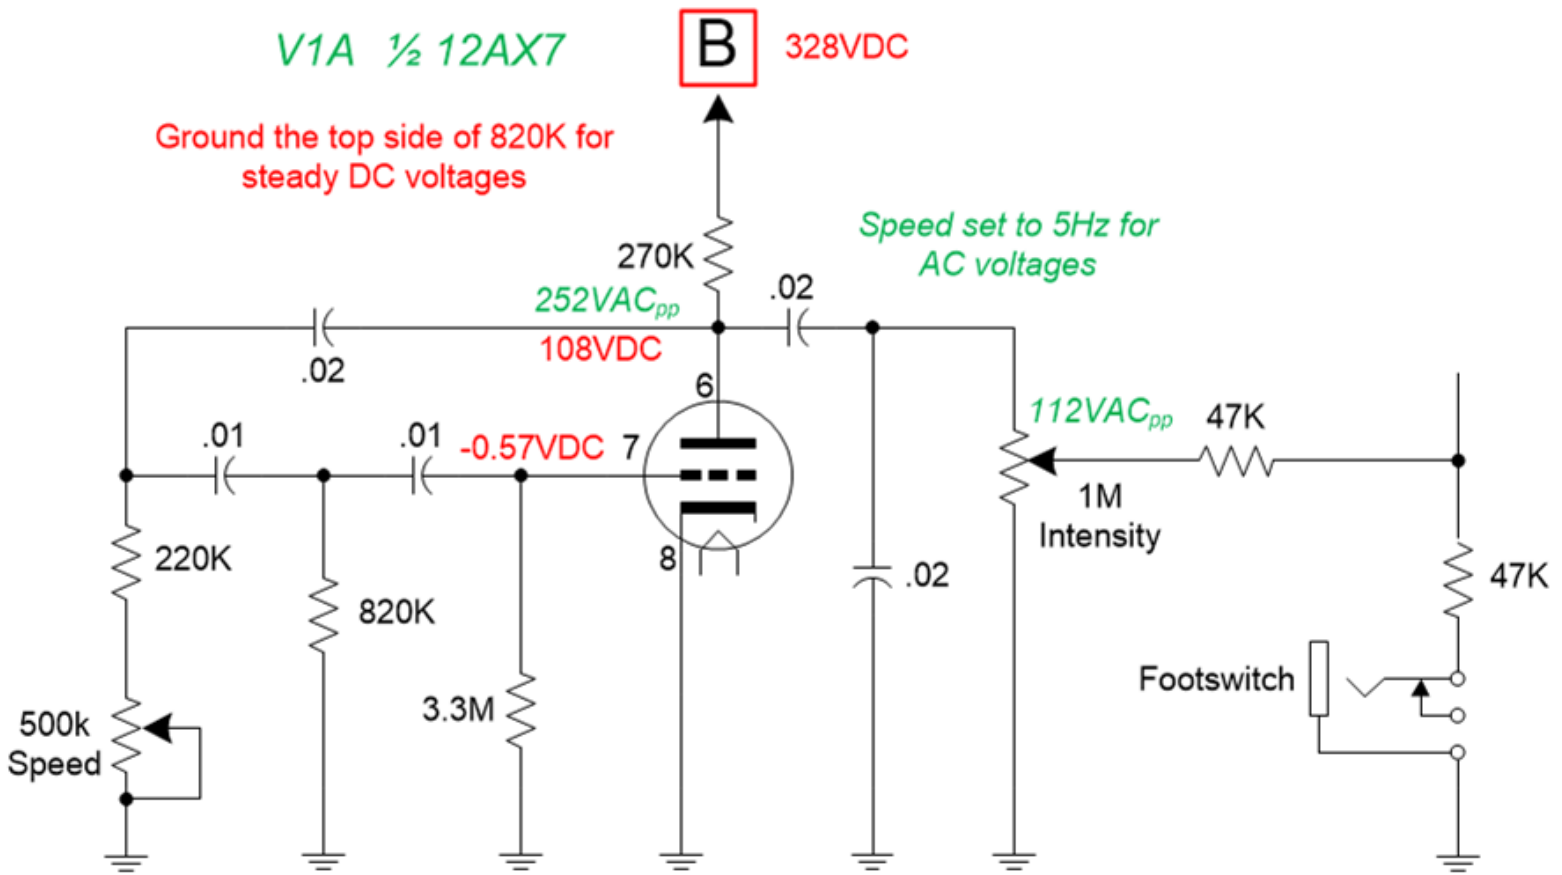 V1A ½ 12AX7
B
328VDC
Ground the top side of 820K for
steady DC voltages
Speed set to 5Hz for
AC voltages
270K
252VACpp
.02
108VDC
.02
6
112VACpp
47K
.01
.01
-0.57VDC
7
1M
Intensity
220K
8
.02
47K
820K
Footswitch
3.3M
500k
Speed